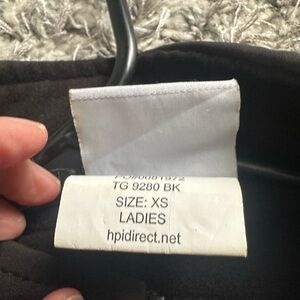 TG 9280 BK
SIZE: XS
LADIES
hpidirect.net